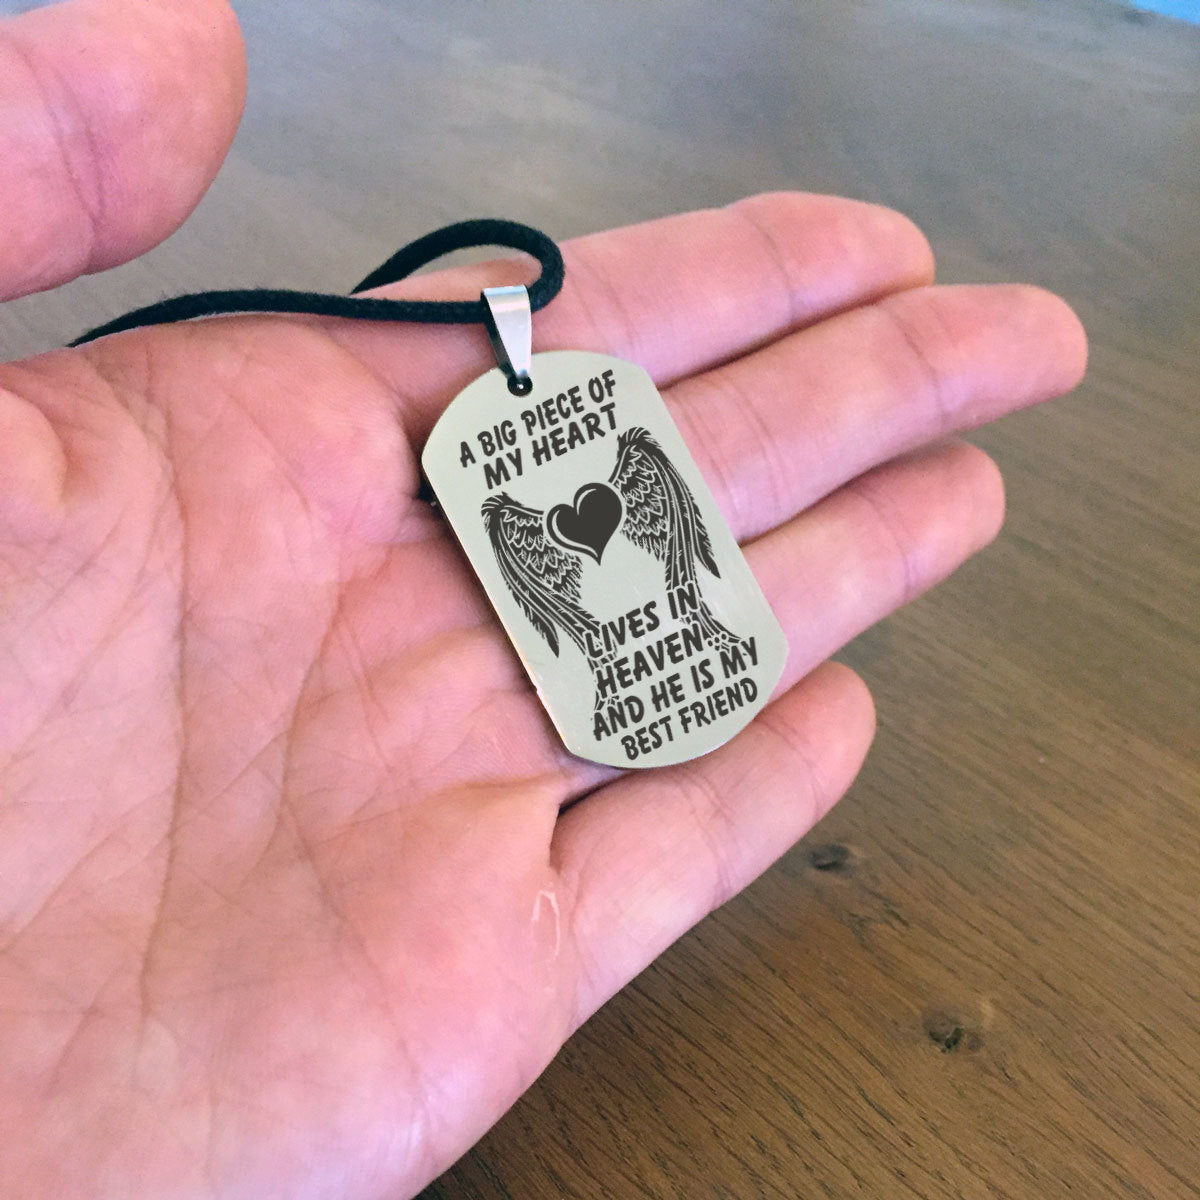 A BIG PIECE OF
MY HEART
LIVES IN
HEAVEN
AND HE IS MY
BEST FRIEND